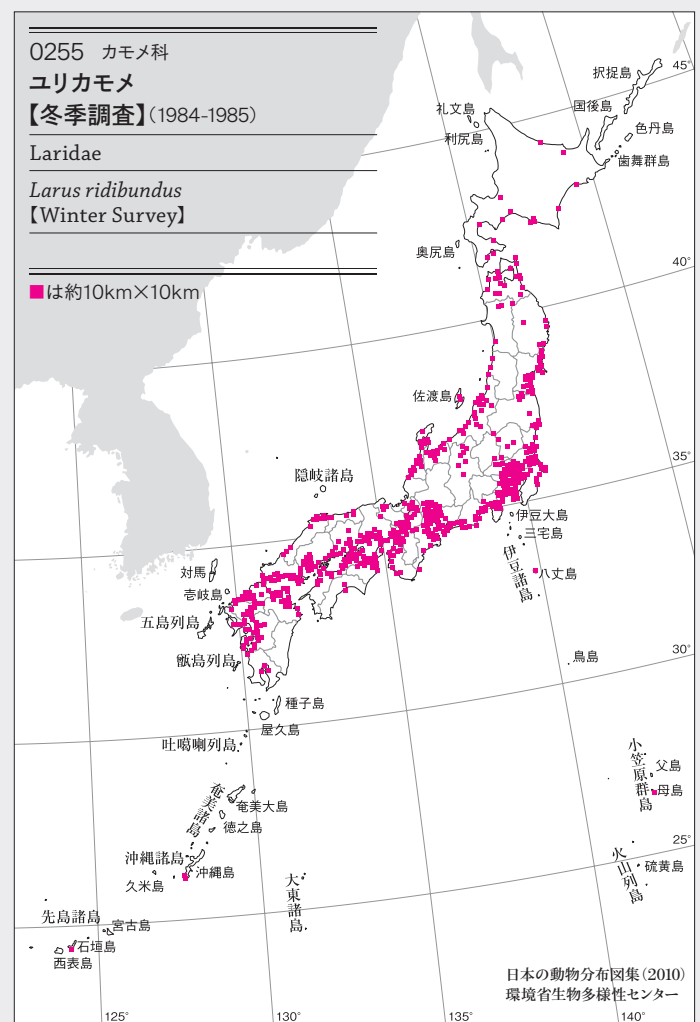 0255 カモメ科
ユリカモメ
【冬季調査】(1984-1985)
Laridae
Larus ridibundus
【Winter Survey】
■は約10km×10km
択捉島
45°
礼文島
国後島
利尻島
色丹島
歯舞群島
奥尻島
40°
佐渡島
35°
隠岐諸島
伊豆大島
三宅島
伊豆諸島
八丈島
対馬
壱岐島
五島列島
甑島列島
鳥島
30°
種子島
屋久島
吐噶喇列島
小笠原群島
父島
母島
奄美諸島
奄美大島
徳之島
25°
沖縄諸島
沖縄島
久米島
火山列島
硫黄島
大東諸島
先島諸島
宮古島
石垣島
西表島
日本の動物分布図集(2010)
環境省生物多様性センター
125°
130°
135°
140°